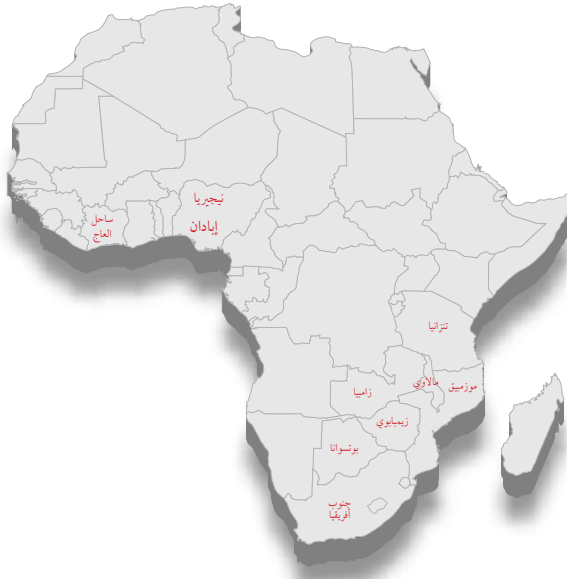 نيجيريا
إبادان
ساحل
العاج
تنزانيا
مالاوي
موزمبيق
زامبيا
زيمبابوي
بوتسوانا
جنوب
أفريقيا